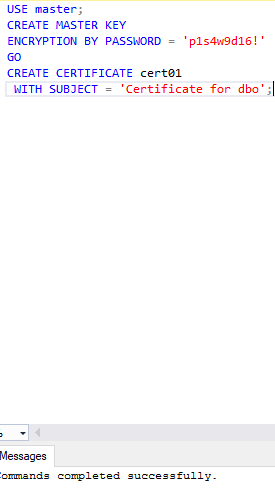 USE master;
CREATE MASTER KEY
ENCRYPTION BY PASSWORD = 'p1s4w9d16!'
GO
CREATE CERTIFICATE cert01
WITH SUBJECT = 'Certificate for dbo';
Messages
Commands completed successfully.